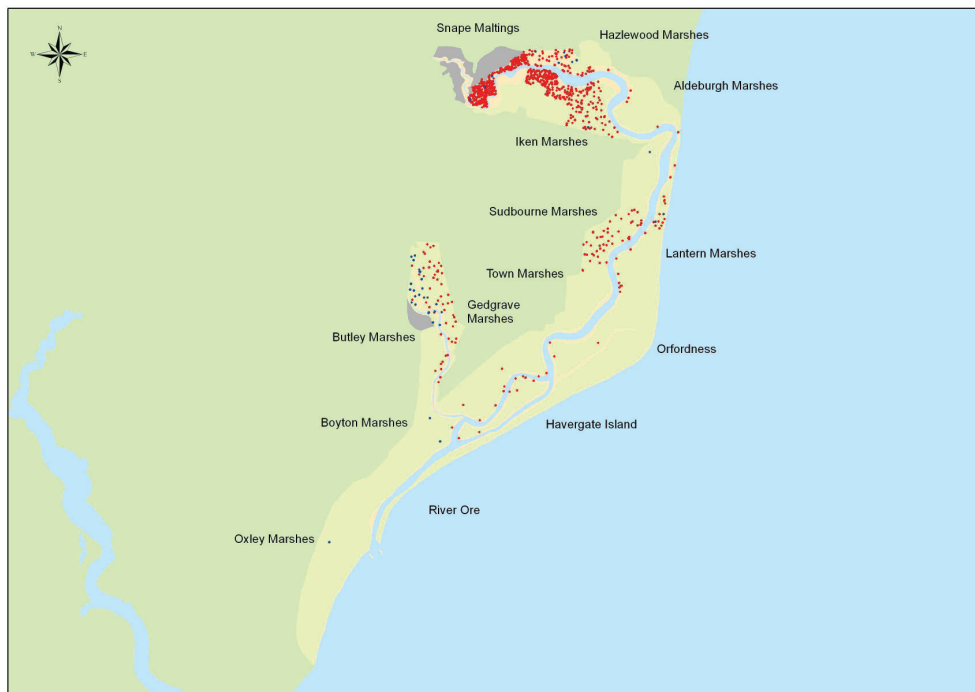 N
W E
S
Snape Maltings
Hazlewood Marshes
Aldeburgh Marshes
Iken Marshes
Sudbourne Marshes
Lantern Marshes
Town Marshes
Gedgrave
Marshes
Butley Marshes
Orfordness
Boyton Marshes
Havergate Island
River Ore
Oxley Marshes